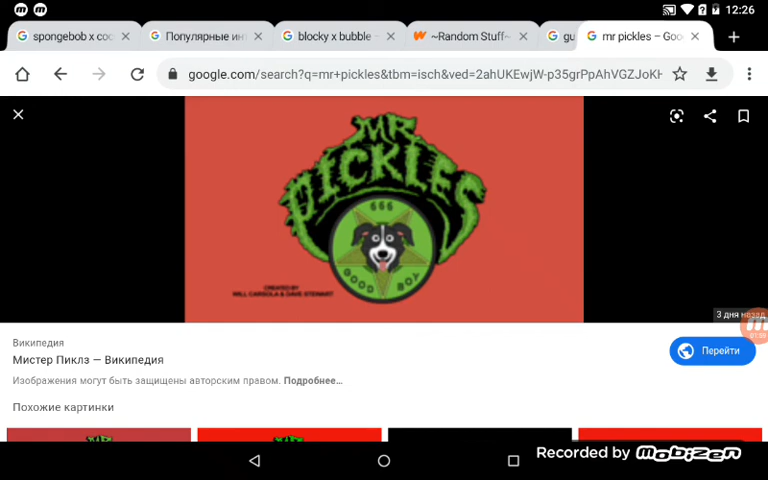 12:26
spongebob x coc
Популярные инт
blocky x bubble -
~Random Stuff~
gu
mr pickles – Goo
google.com/search?q=mr+pickles&tbm=isch&ved=2ahUKEwjW-p35grPpAhVGZJoKH
MR
PICKLES
666
GOOD BOY
CREATED BY
WILL CARSOLA & DAVE STEWART
3 дня назад
Википедия
Мистер Пиклз — Википедия
Перейти
Изображения могут быть защищены авторским правом. Подробнее...
Похожие картинки
Recorded by mobizen